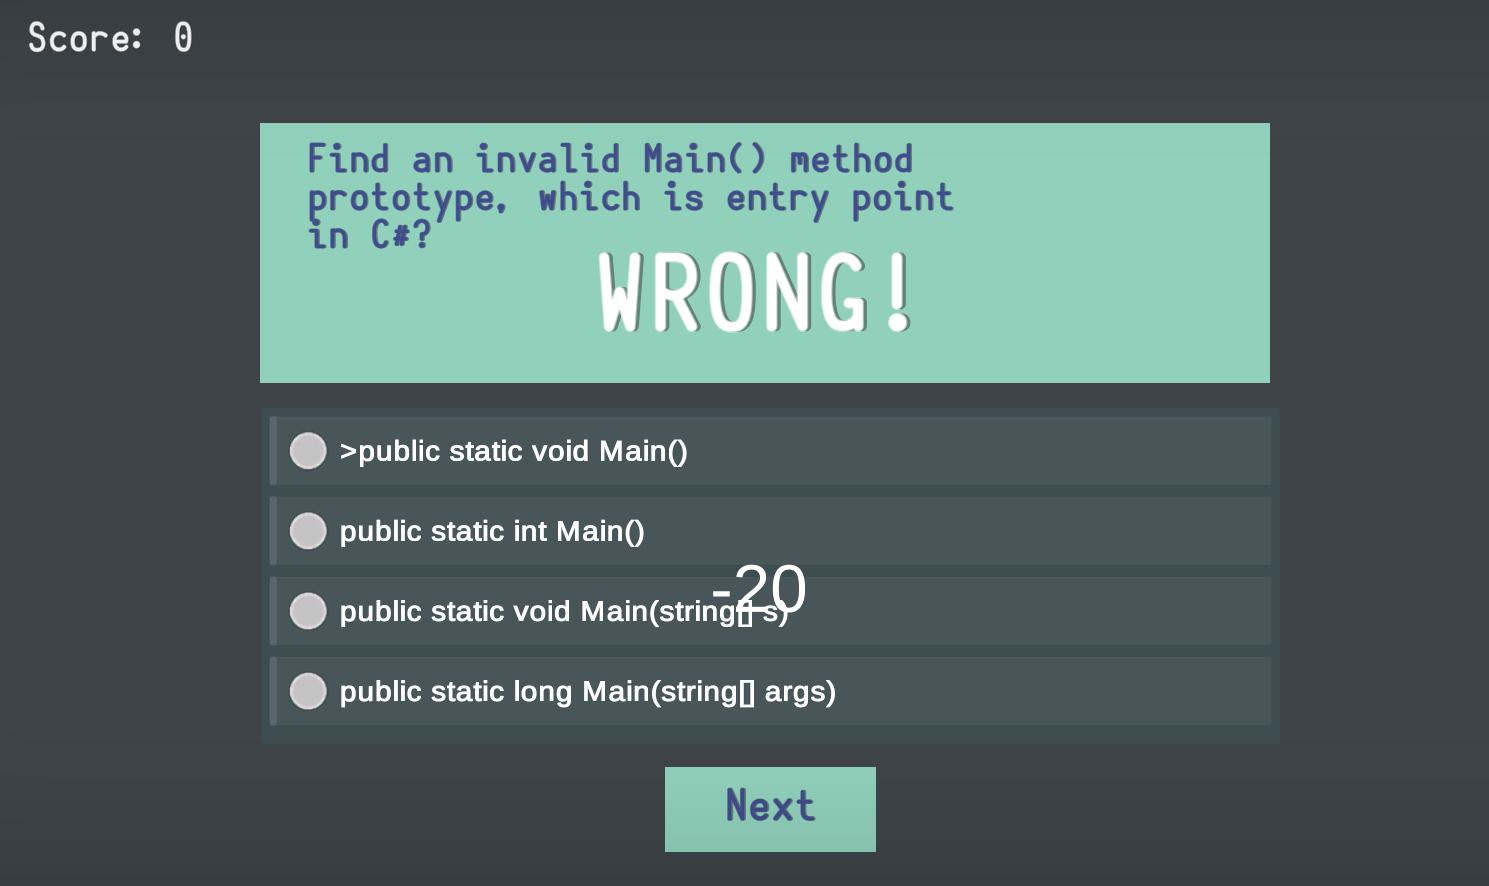 Score: 0
Find an invalid Main() method
prototype, which is entry point
in C#?
WRONG!
>public static void Main()
public static int Main()
-20
public static void Main(string[] s)
public static long Main(string[] args)
Next